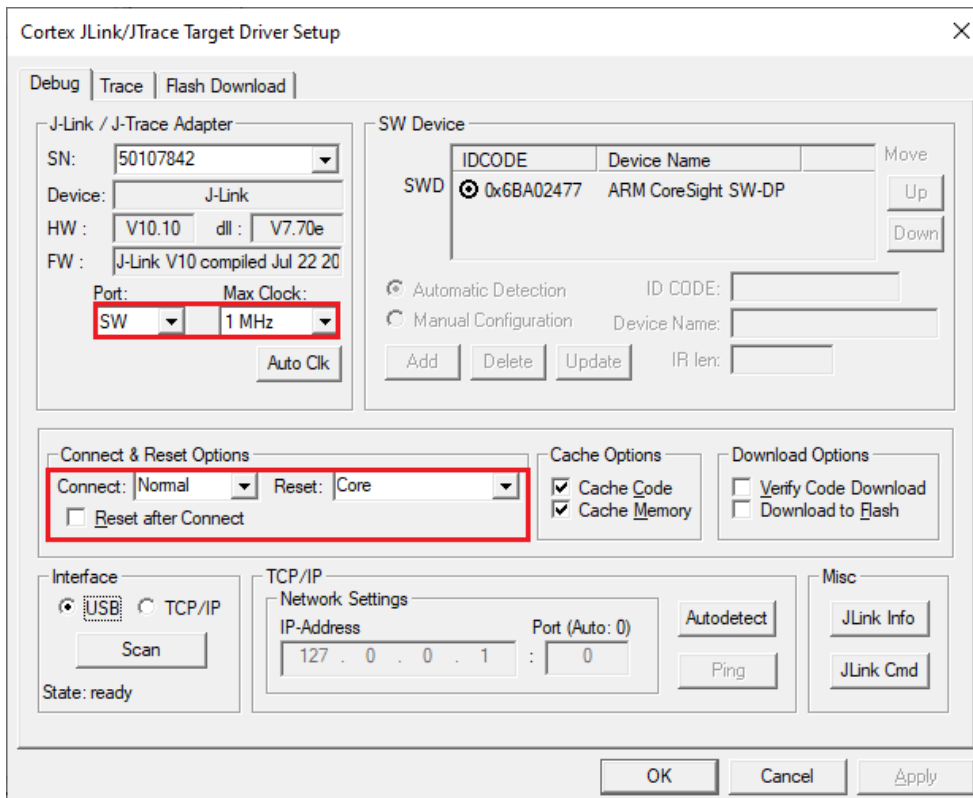 Cortex JLink/JTrace Target Driver Setup
Debug Trace Flash Download
J-Link / J-Trace Adapter
SN: 50107842
Device: J-Link
HW : V10.10 dll : V7.70e
FW : J-Link V10 compiled Jul 22 20
Port: Max Clock:
SW 1 MHz
Auto Clk
SW Device
IDCODE Device Name
SWD 0x6BA02477 ARM CoreSight SW-DP
Move
Up
Down
Automatic Detection ID CODE:
Manual Configuration Device Name:
Add Delete Update IR len:
Connect & Reset Options
Connect: Normal Reset: Core
Reset after Connect
Cache Options
Cache Code
Cache Memory
Download Options
Verify Code Download
Download to Flash
Interface
USB TCP/IP
Scan
State: ready
TCP/IP
Network Settings
IP-Address Port (Auto: 0)
127 . 0 . 0 . 1 : 0
Autodetect
Ping
Misc
JLink Info
JLink Cmd
OK Cancel Apply